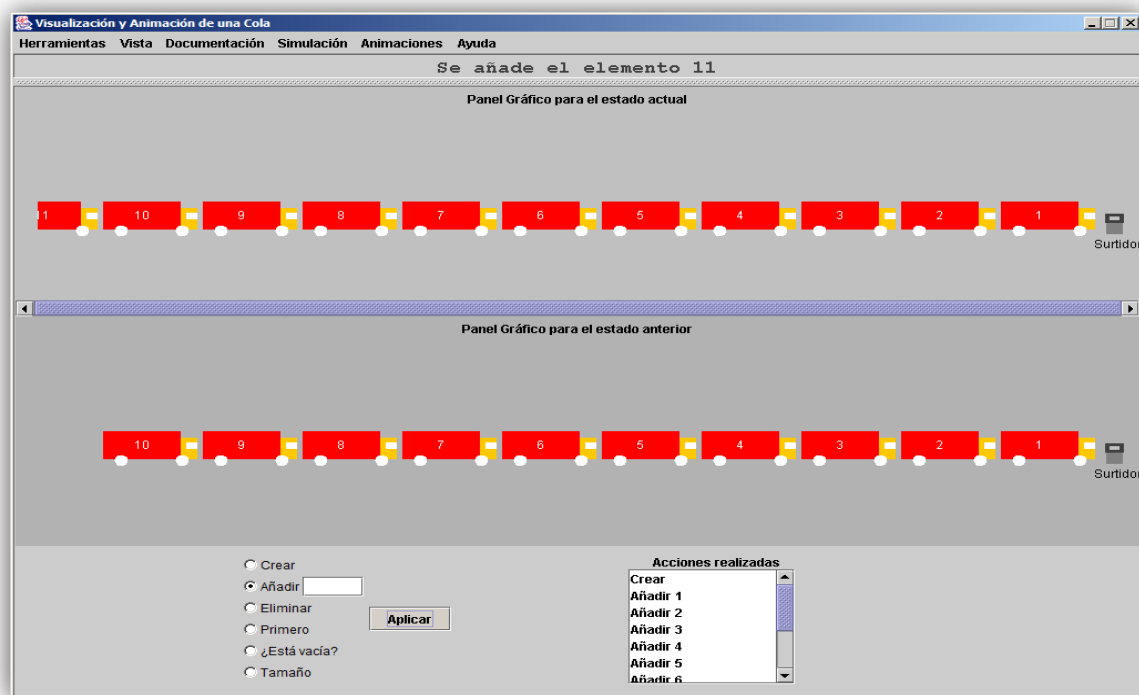 Visualización y Animación de una Cola
Herramientas Vista Documentación Simulación Animaciones Ayuda
Se añade el elemento 11
Panel Gráfico para el estado actual
11 10 9 8 7 6 5 4 3 2 1
Surtidor
Panel Gráfico para el estado anterior
10 9 8 7 6 5 4 3 2 1
Surtidor
Crear
Añadir
Eliminar
Primero
¿Está vacía?
Tamaño
Aplicar
Acciones realizadas
Crear
Añadir 1
Añadir 2
Añadir 3
Añadir 4
Añadir 5
Añadir 6